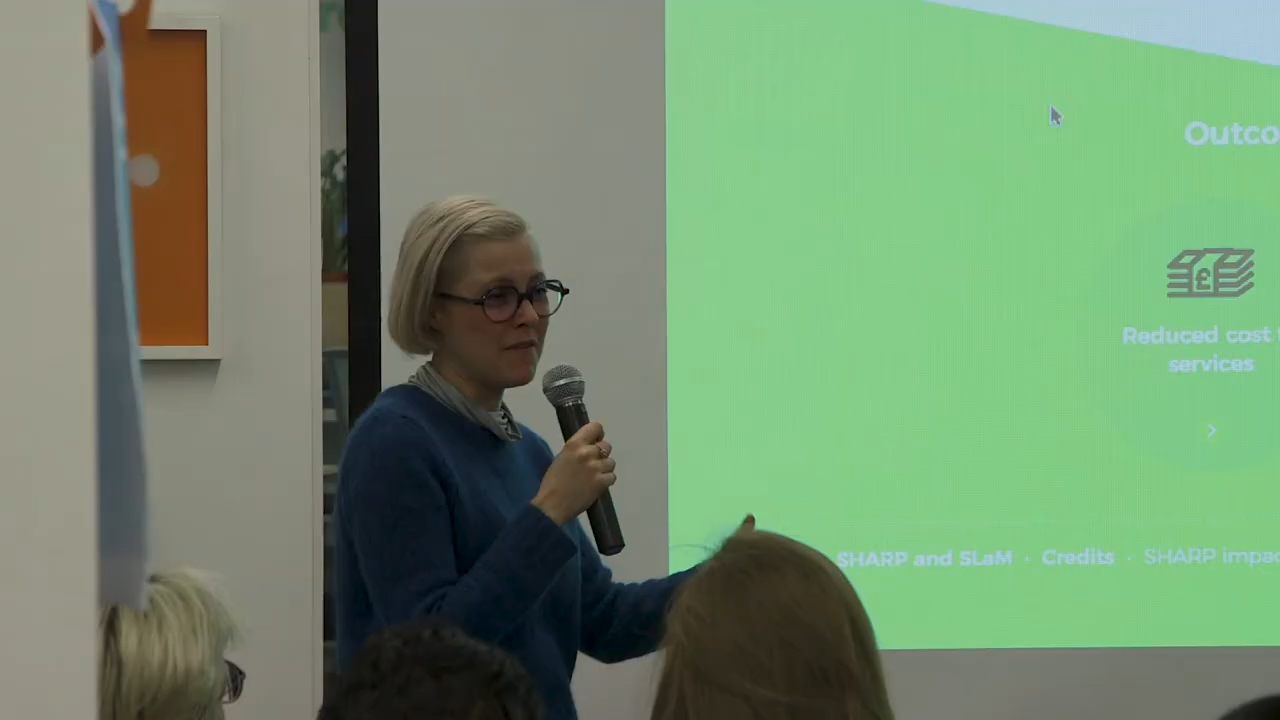 Outco
£
Reduced cost
services
SHARP and SLaM · Credits · SHARP impac